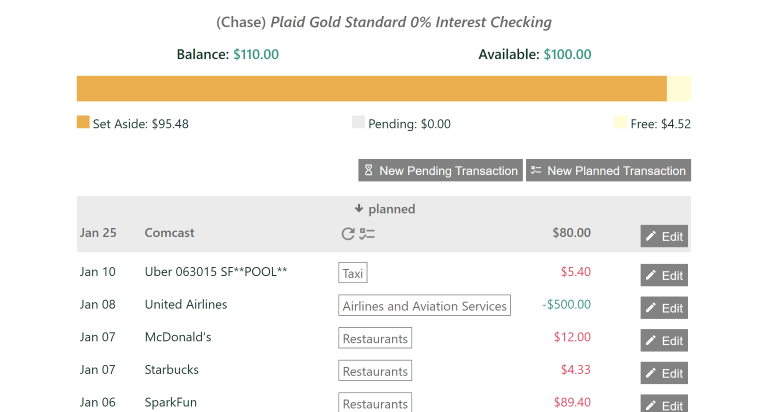 (Chase) Plaid Gold Standard 0% Interest Checking
Balance: $110.00 Available: $100.00
Set Aside: $95.48 Pending: $0.00 Free: $4.52
New Pending Transaction New Planned Transaction
planned
Jan 25 Comcast $80.00 Edit
Jan 10 Uber 063015 SF**POOL** Taxi $5.40 Edit
Jan 08 United Airlines Airlines and Aviation Services -$500.00 Edit
Jan 07 McDonald's Restaurants $12.00 Edit
Jan 07 Starbucks Restaurants $4.33 Edit
Jan 06 SparkFun Restaurants $89.40 Edit